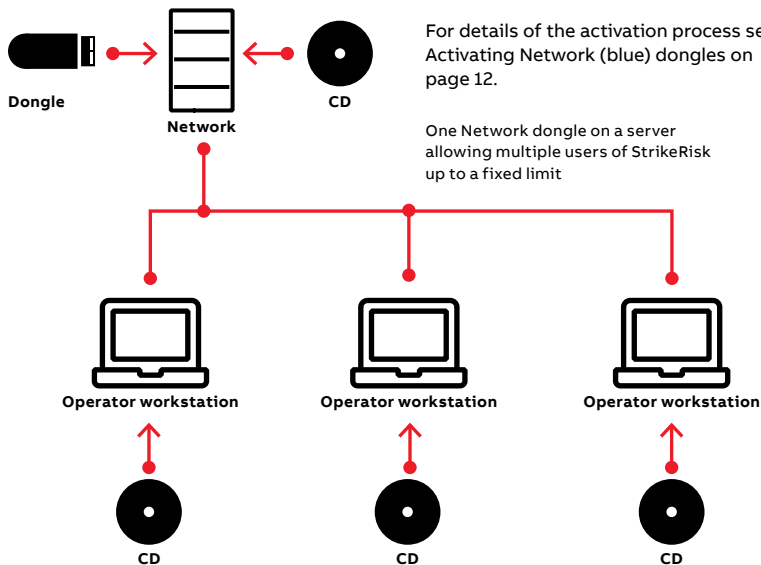 For details of the activation process se
Activating Network (blue) dongles on
page 12.
Dongle
CD
Network
One Network dongle on a server
allowing multiple users of StrikeRisk
up to a fixed limit
Operator workstation
Operator workstation
Operator workstation
CD
CD
CD